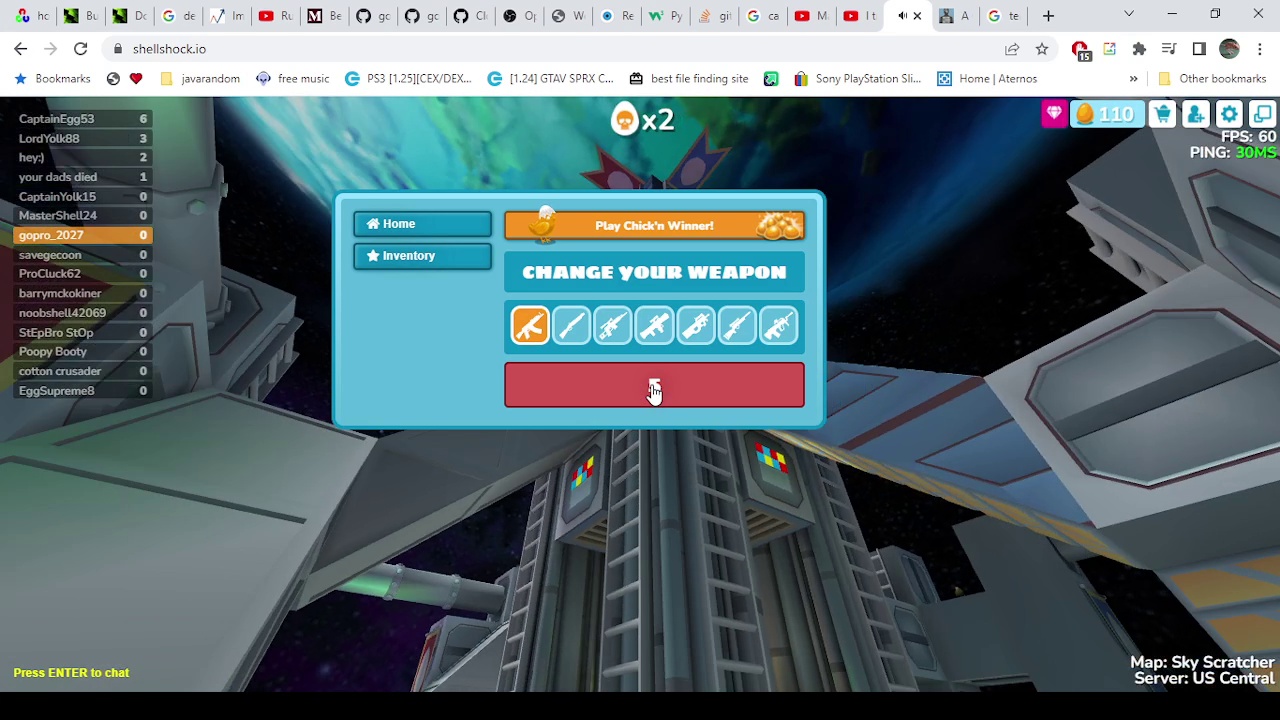 hc
Bu
Do
de
Im
Ru
Be
gc
gc
Cl
Op
W
Re
Py
git
ca
M
I t
A
te
shellshock.io
15
Bookmarks
javarandom
free music
PS3 [1.25][CEX/DEX...
[1.24] GTAV SPRX C...
best file finding site
Sony PlayStation Sli...
Home | Aternos
»
Other bookmarks
CaptainEgg53 6
LordYolk88 3
hey:) 2
your dads died 1
CaptainYolk15 0
MasterShell24 0
gopro_2027 0
savegecoon 0
ProCluck62 0
barrymckokiner 0
noobshell42069 0
StEpBro StOp 0
Poopy Booty 0
cotton crusader 0
EggSupreme8 0
x2
110
FPS: 60
PING: 30MS
Home
Inventory
Play Chick'n Winner!
CHANGE YOUR WEAPON
Press ENTER to chat
Map: Sky Scratcher
Server: US Central